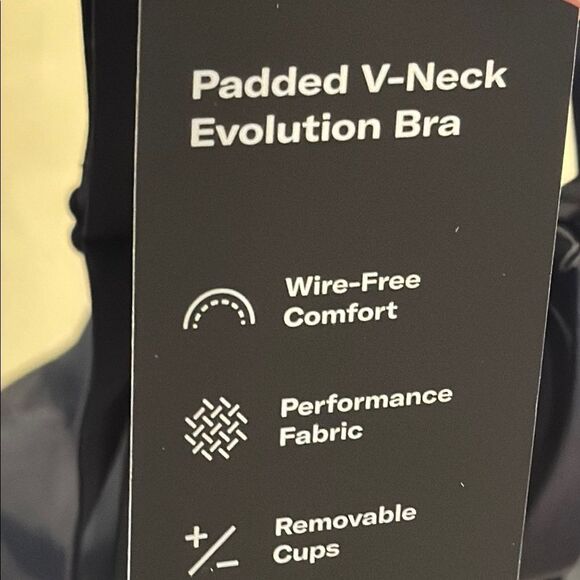 Padded V-Neck
Evolution Bra
Wire-Free
Comfort
Performance
Fabric
Removable
Cups